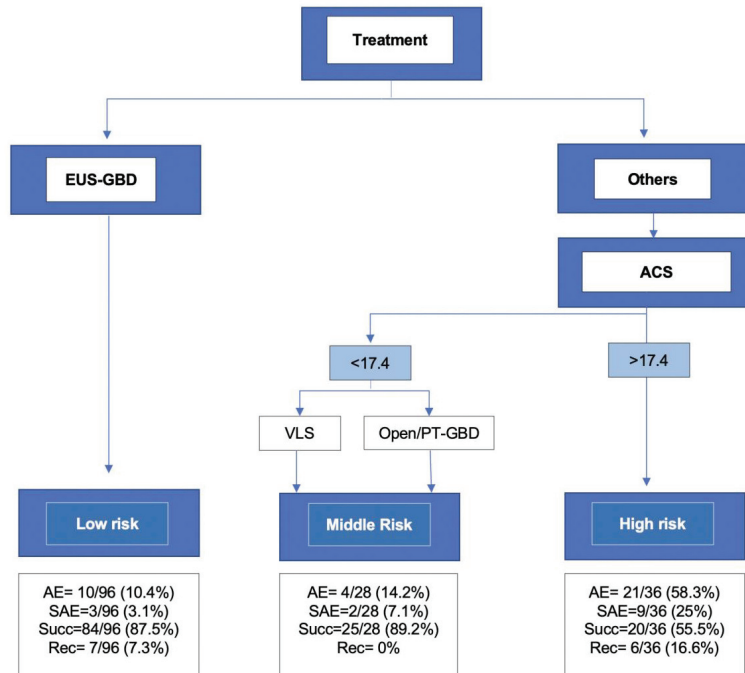 Treatment
EUS-GBD
Others
ACS
<17.4
>17.4
VLS
Open/PT-GBD
Low risk
Middle Risk
High risk
AE= 10/96 (10.4%)
SAE=3/96 (3.1%)
Succ=84/96 (87.5%)
Rec= 7/96 (7.3%)
AE= 4/28 (14.2%)
SAE=2/28 (7.1%)
Succ=25/28 (89.2%)
Rec= 0%
AE= 21/36 (58.3%)
SAE=9/36 (25%)
Succ=20/36 (55.5%)
Rec= 6/36 (16.6%)